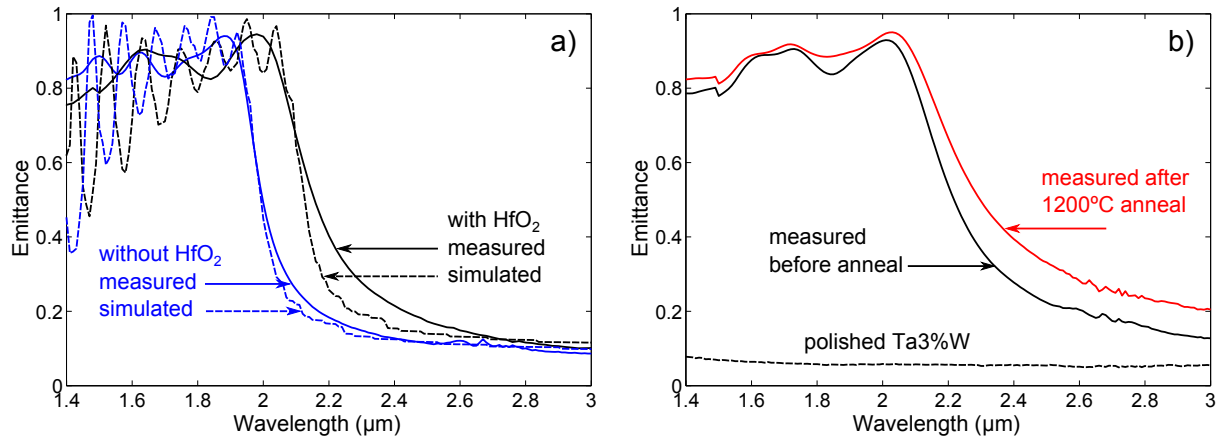 a)
1
0.8
0.6
0.4
0.2
0
Emittance
with HfO2
measured
simulated
without HfO2
measured
simulated
1.4 1.6 1.8 2 2.2 2.4 2.6 2.8 3
Wavelength (µm)
b)
1
0.8
0.6
0.4
0.2
0
Emittance
measured after
1200ºC anneal
measured
before anneal
polished Ta3%W
1.4 1.6 1.8 2 2.2 2.4 2.6 2.8 3
Wavelength (µm)